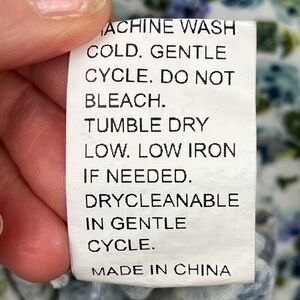 MACHINE WASH
COLD. GENTLE
CYCLE. DO NOT
BLEACH.
TUMBLE DRY
LOW. LOW IRON
IF NEEDED.
DRYCLEANABLE
IN GENTLE
CYCLE.
MADE IN CHINA